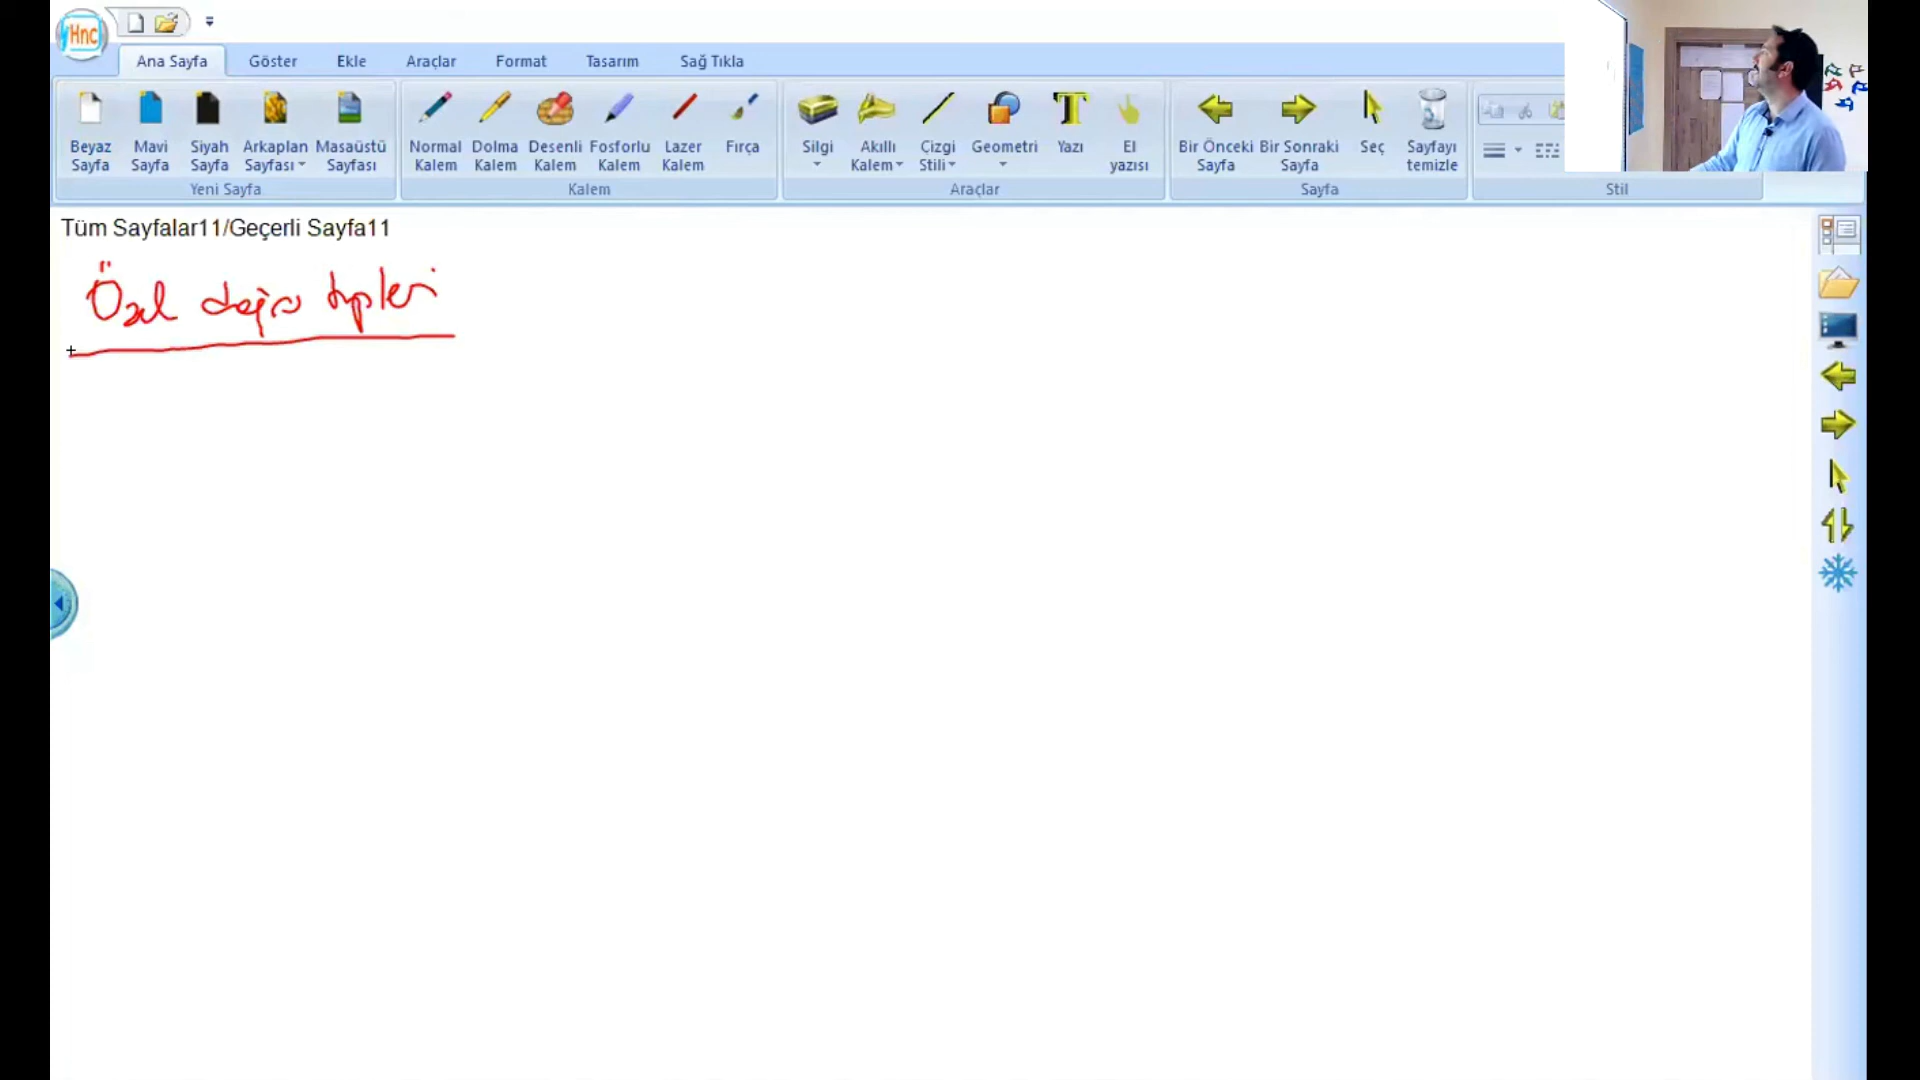 Hnc
Ana Sayfa Göster Ekle Araçlar Format Tasarım Sağ Tıkla
Beyaz Sayfa
Mavi Sayfa
Siyah Sayfa
Arkaplan Sayfası
Masaüstü Sayfası
Yeni Sayfa
Normal Kalem
Dolma Kalem
Desenli Kalem
Fosforlu Kalem
Lazer Kalem
Fırça
Kalem
Silgi
Akıllı Kalem
Çizgi Stili
Geometri
Yazı
El yazısı
Araçlar
Bir Önceki Sayfa
Bir Sonraki Sayfa
Seç
Sayfayı temizle
Sayfa
Stil
Tüm Sayfalar11/Geçerli Sayfa11
Özel doğru tipleri